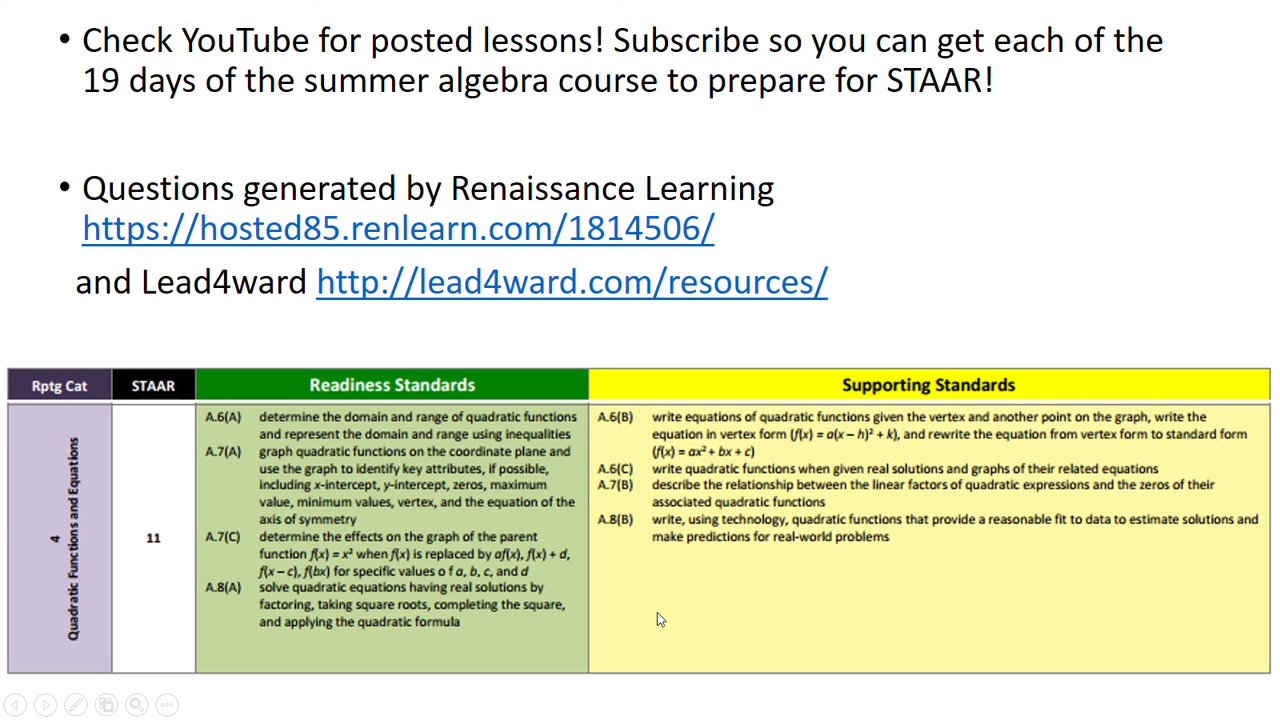 • Check YouTube for posted lessons! Subscribe so you can get each of the
19 days of the summer algebra course to prepare for STAAR!
• Questions generated by Renaissance Learning
https://hosted85.renlearn.com/1814506/
and Lead4ward http://lead4ward.com/resources/
Rptg Cat
STAAR
Readiness Standards
Supporting Standards
4
Quadratic Functions and Equations
11
A.6(A) determine the domain and range of quadratic functions
and represent the domain and range using inequalities
A.7(A) graph quadratic functions on the coordinate plane and
use the graph to identify key attributes, if possible,
including x-intercept, y-intercept, zeros, maximum
value, minimum values, vertex, and the equation of the
axis of symmetry
A.7(C) determine the effects on the graph of the parent
function f(x) = x² when f(x) is replaced by af(x), f(x) + d,
f(x – c), f(bx) for specific values o f a, b, c, and d
A.8(A) solve quadratic equations having real solutions by
factoring, taking square roots, completing the square,
and applying the quadratic formula
A.6(B) write equations of quadratic functions given the vertex and another point on the graph, write the
equation in vertex form (f(x) = a(x – h)² + k), and rewrite the equation from vertex form to standard form
(f(x) = ax² + bx + c)
A.6(C) write quadratic functions when given real solutions and graphs of their related equations
A.7(B) describe the relationship between the linear factors of quadratic expressions and the zeros of their
associated quadratic functions
A.8(B) write, using technology, quadratic functions that provide a reasonable fit to data to estimate solutions and
make predictions for real-world problems